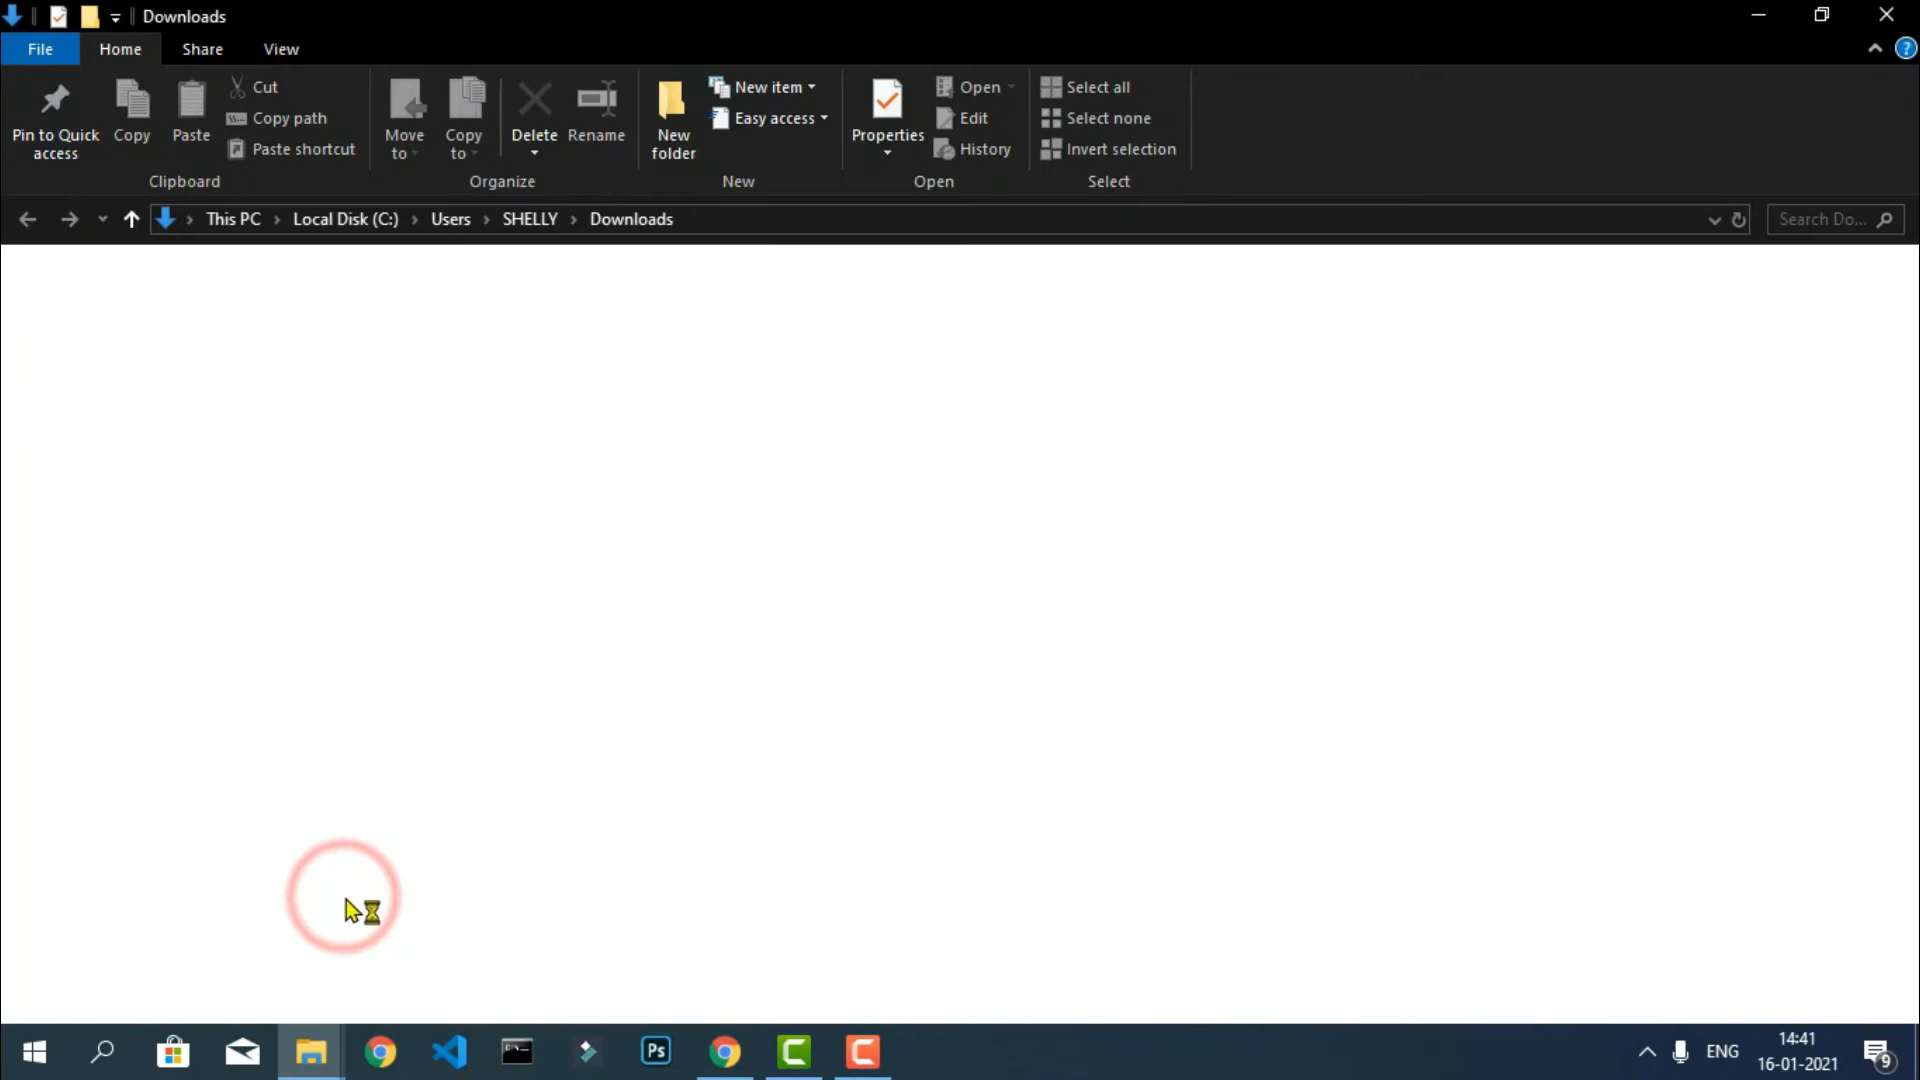 Downloads
File Home Share View
Pin to Quick access
Copy
Paste
Cut
Copy path
Paste shortcut
Clipboard
Move to
Copy to
Delete
Rename
Organize
New folder
New item
Easy access
New
Properties
Open
Edit
History
Open
Select all
Select none
Invert selection
Select
This PC › Local Disk (C:) › Users › SHELLY › Downloads
Search Do...
Ps
ENG
14:41
16-01-2021
9